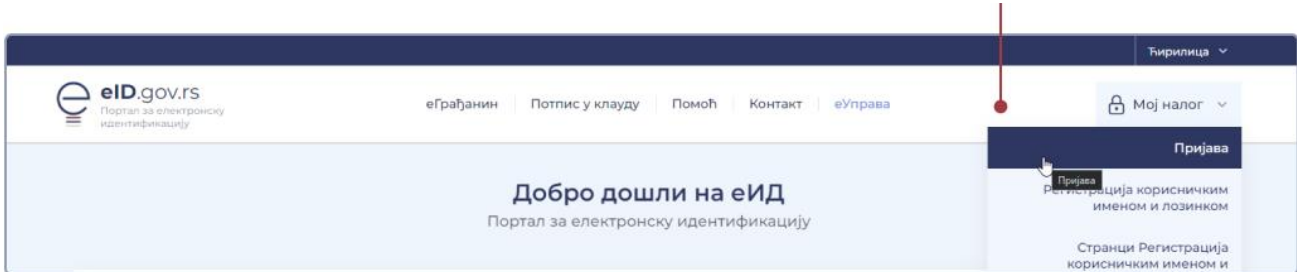 Ћирилица
eID.gov.rs
Портал за електронску
идентификацију
еГрађанин
Потпис у клауду
Помоћ
Контакт
еУправа
Мој налог
Пријава
Пријава
Регистрација корисничким
именом и лозинком
Добро дошли на еИД
Портал за електронску идентификацију
Странци Регистрација
корисничким именом и